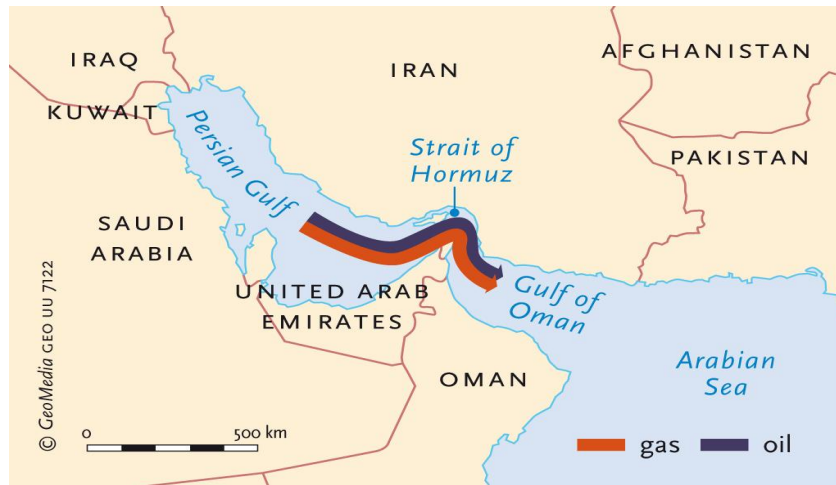 IRAQ
IRAN
AFGHANISTAN
KUWAIT
Persian Gulf
Strait of
Hormuz
PAKISTAN
SAUDI
ARABIA
UNITED ARAB
EMIRATES
Gulf of
Oman
OMAN
Arabian
Sea
© GeoMedia GEO UU 7122
0 500 km
gas oil